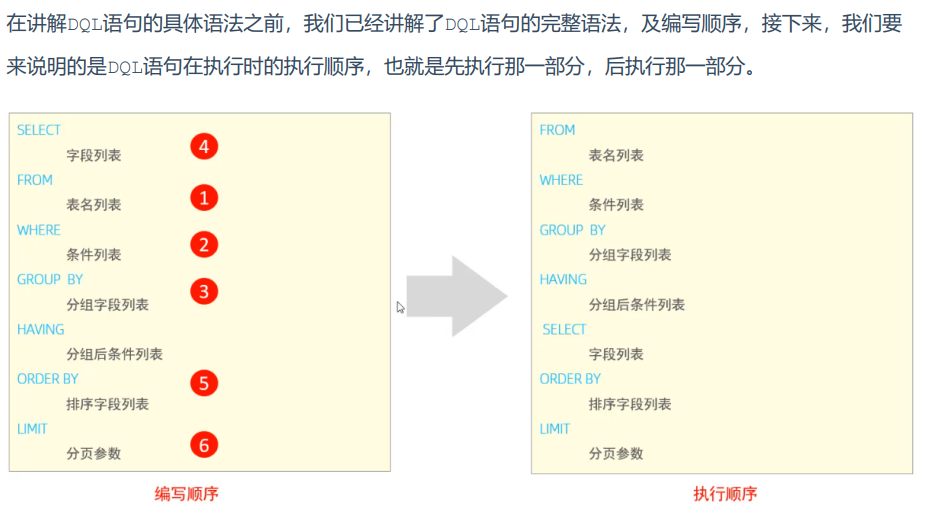 在讲解DQL语句的具体语法之前，我们已经讲解了DQL语句的完整语法，及编写顺序，接下来，我们要
来说明的是DQL语句在执行时的执行顺序，也就是先执行那一部分，后执行那一部分。
SELECT
字段列表 4
FROM
表名列表 1
WHERE
条件列表 2
GROUP BY
分组字段列表 3
HAVING
分组后条件列表
ORDER BY
排序字段列表 5
LIMIT
分页参数 6
编写顺序
FROM
表名列表
WHERE
条件列表
GROUP BY
分组字段列表
HAVING
分组后条件列表
SELECT
字段列表
ORDER BY
排序字段列表
LIMIT
分页参数
执行顺序